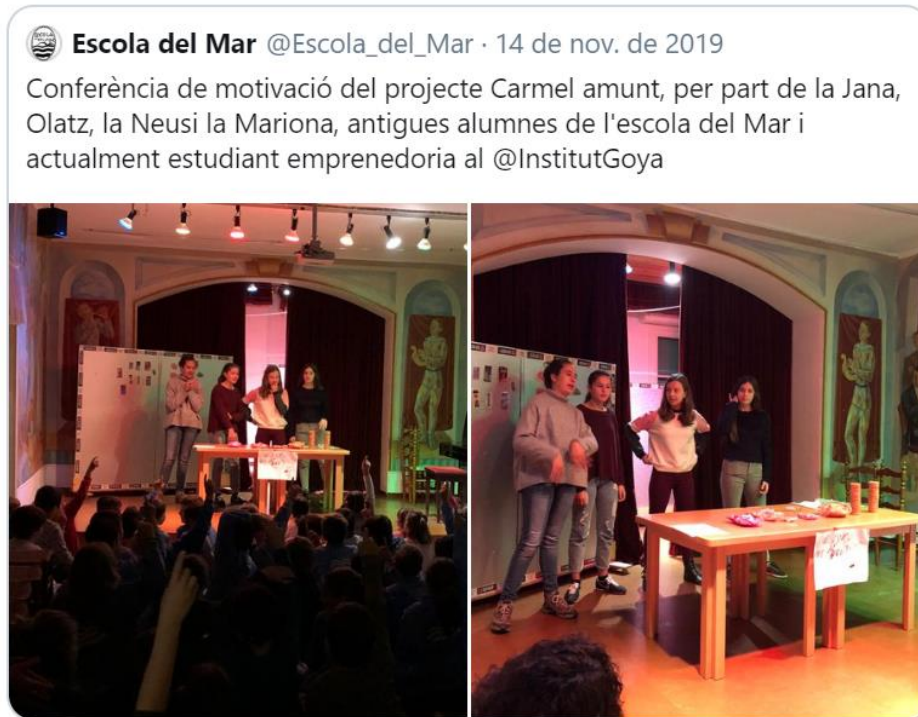 Escola del Mar @Escola_del_Mar · 14 de nov. de 2019
Conferència de motivació del projecte Carmel amunt, per part de la Jana,
Olatz, la Neusi la Mariona, antigues alumnes de l'escola del Mar i
actualment estudiant emprenedoria al @InstitutGoya